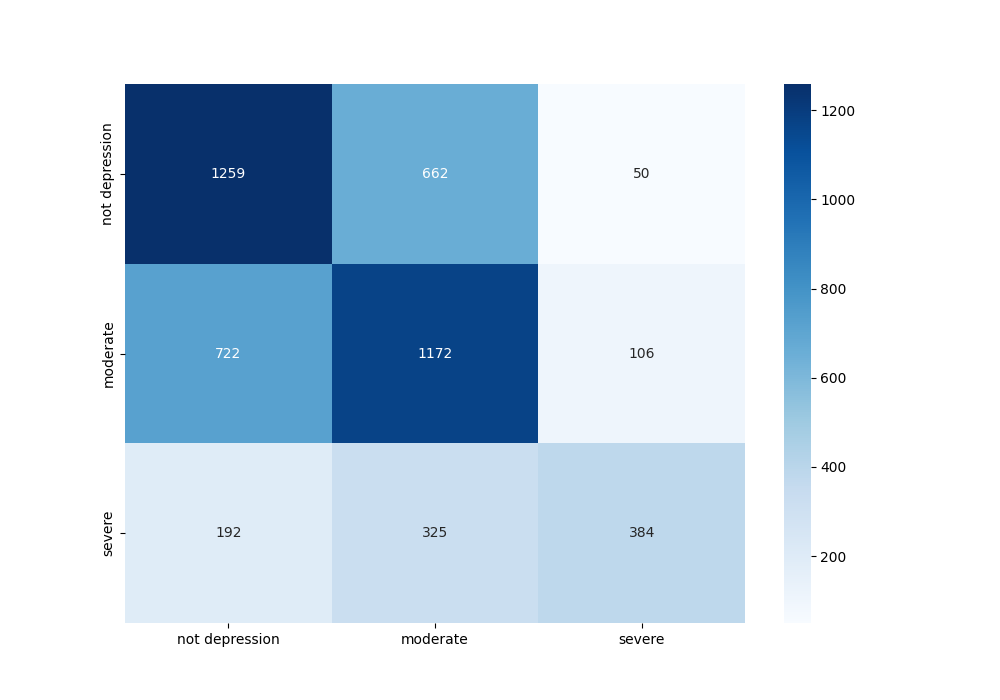 not depression
1259 662 50
moderate
722 1172 106
severe
192 325 384
not depression moderate severe
1200
1000
800
600
400
200